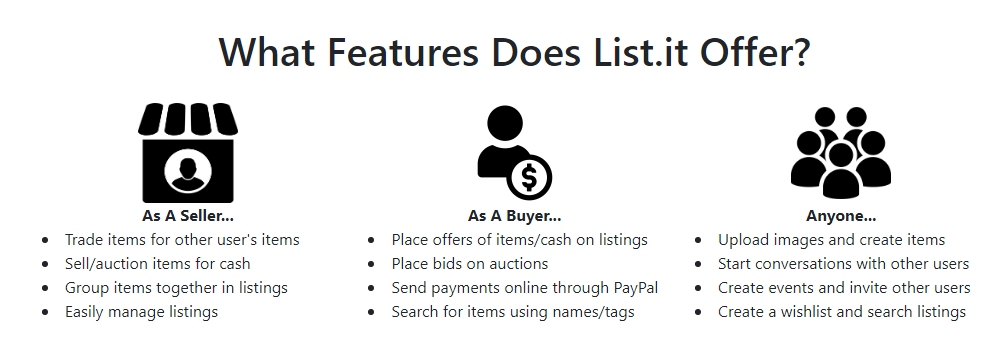 What Features Does List.it Offer?
$
As A Seller...
• Trade items for other user's items
• Sell/auction items for cash
• Group items together in listings
• Easily manage listings
As A Buyer...
• Place offers of items/cash on listings
• Place bids on auctions
• Send payments online through PayPal
• Search for items using names/tags
Anyone...
• Upload images and create items
• Start conversations with other users
• Create events and invite other users
• Create a wishlist and search listings